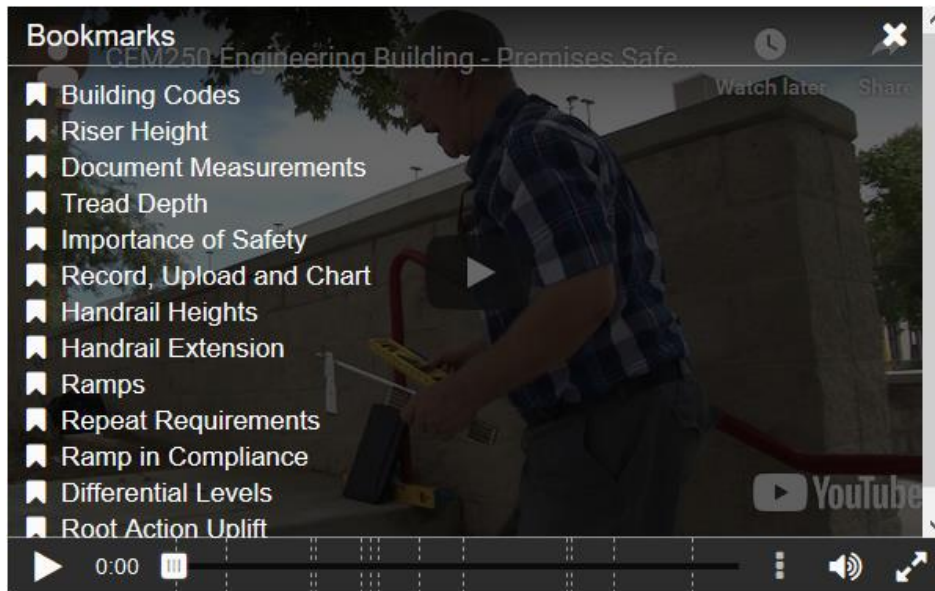 Bookmarks
CEM250 Engineering Building - Premises Safe...
Watch later
Share
Building Codes
Riser Height
Document Measurements
Tread Depth
Importance of Safety
Record, Upload and Chart
Handrail Heights
Handrail Extension
Ramps
Repeat Requirements
Ramp in Compliance
Differential Levels
Root Action Uplift
YouTube
0:00